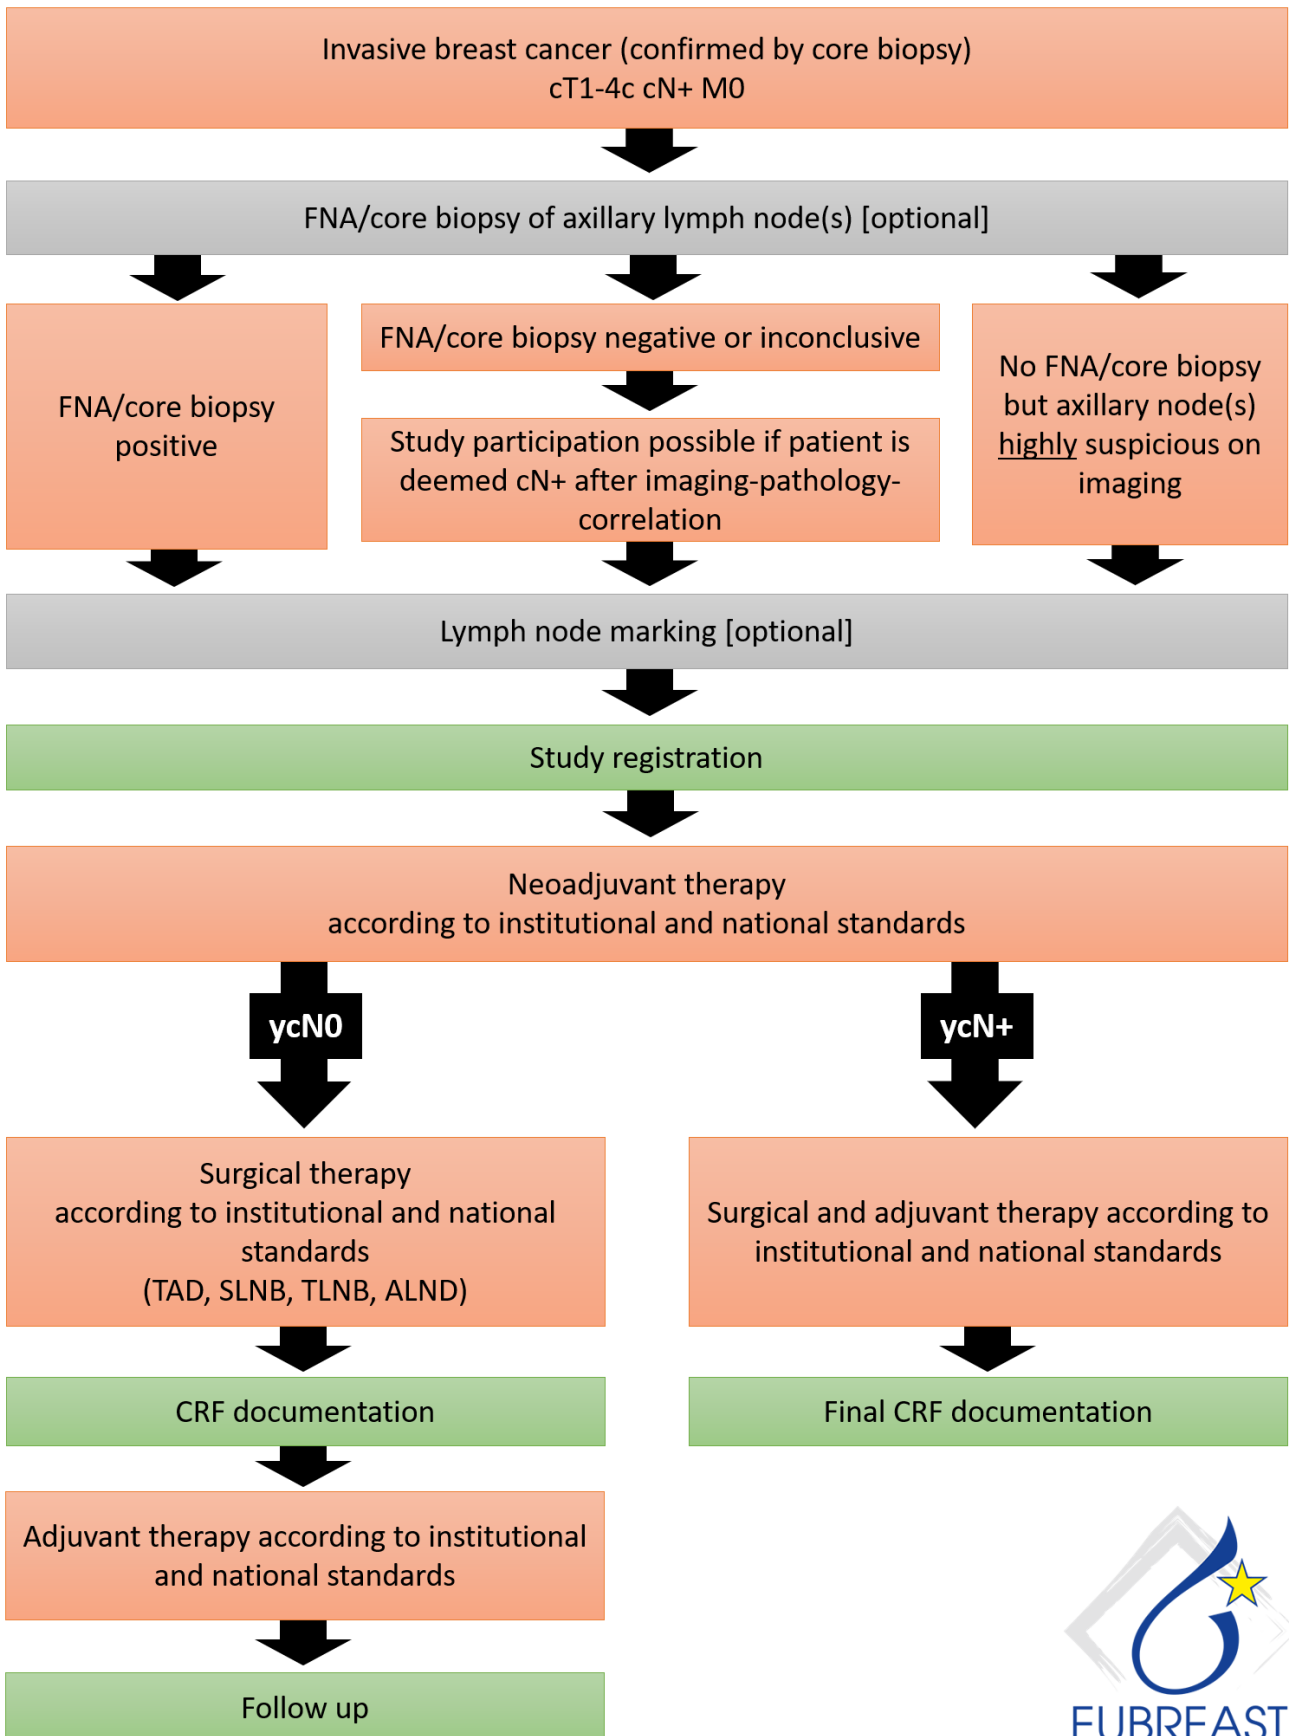 Invasive breast cancer (confirmed by core biopsy)
cT1-4c cN+ M0
FNA/core biopsy of axillary lymph node(s) [optional]
FNA/core biopsy
positive
FNA/core biopsy negative or inconclusive
Study participation possible if patient is
deemed cN+ after imaging-pathology-
correlation
No FNA/core biopsy
but axillary node(s)
highly suspicious on
imaging
Lymph node marking [optional]
Study registration
Neoadjuvant therapy
according to institutional and national standards
ycN0
ycN+
Surgical therapy
according to institutional and national
standards
(TAD, SLNB, TLNB, ALND)
Surgical and adjuvant therapy according to
institutional and national standards
CRF documentation
Final CRF documentation
Adjuvant therapy according to institutional
and national standards
Follow up
EUBREAST